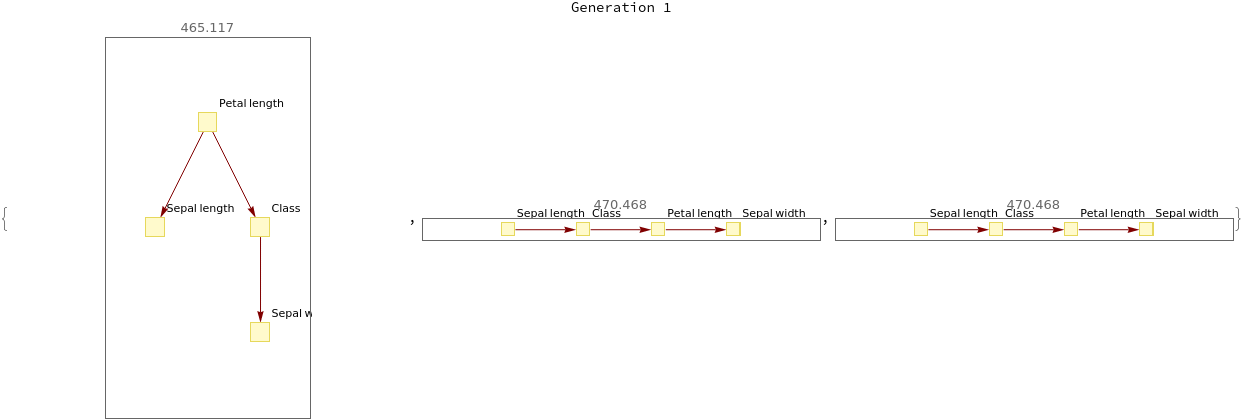 Generation 1
465.117
Petal length
Sepal length Class
Sepal w
{
,
470.468
Sepal length Class Petal length Sepal width
,
470.468
Sepal length Class Petal length Sepal width
}